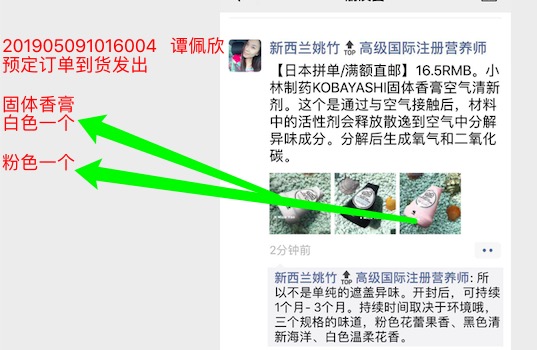 201905091016004 谭佩欣
预定订单到货发出
固体香膏
白色一个
粉色一个
新西兰姚竹 TOP 高级国际注册营养师
【日本拼单/满额直邮】16.5RMB。小
林制药KOBAYASHI固体香膏空气清新
剂。这个是通过与空气接触后，材料
中的活性剂会释放散逸到空气中分解
异味成分。分解后生成氧气和二氧化
碳。
2分钟前
新西兰姚竹 TOP 高级国际注册营养师: 所
以不是单纯的遮盖异味。开封后，可持续
1个月- 3个月。持续时间取决于环境哦，
三个规格的味道，粉色花蕾果香、黑色清
新海洋、白色温柔花香。